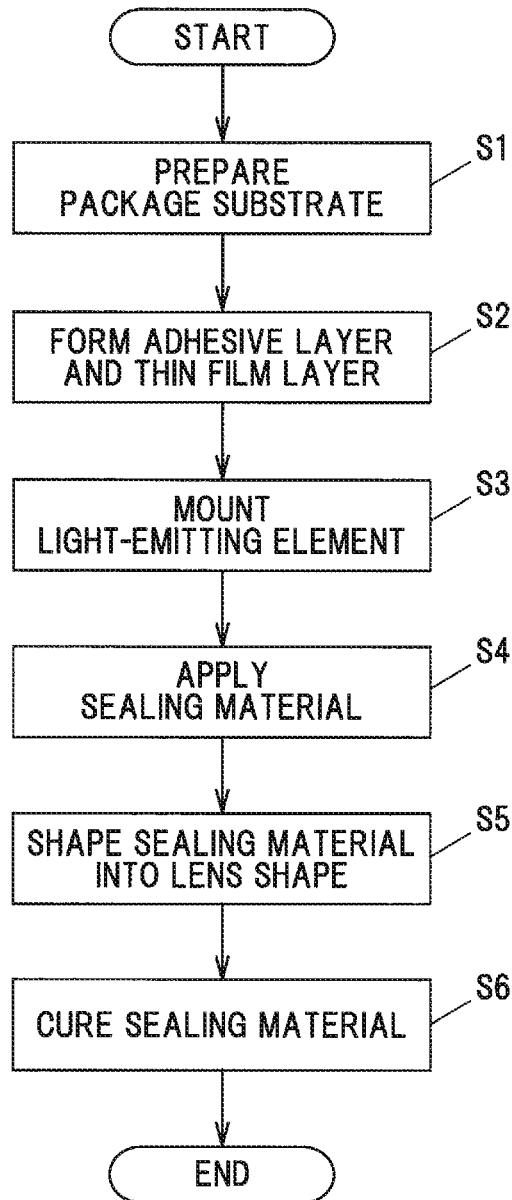 START
S1
PREPARE
PACKAGE SUBSTRATE
S2
FORM ADHESIVE LAYER
AND THIN FILM LAYER
S3
MOUNT
LIGHT-EMITTING ELEMENT
S4
APPLY
SEALING MATERIAL
S5
SHAPE SEALING MATERIAL
INTO LENS SHAPE
S6
CURE SEALING MATERIAL
END